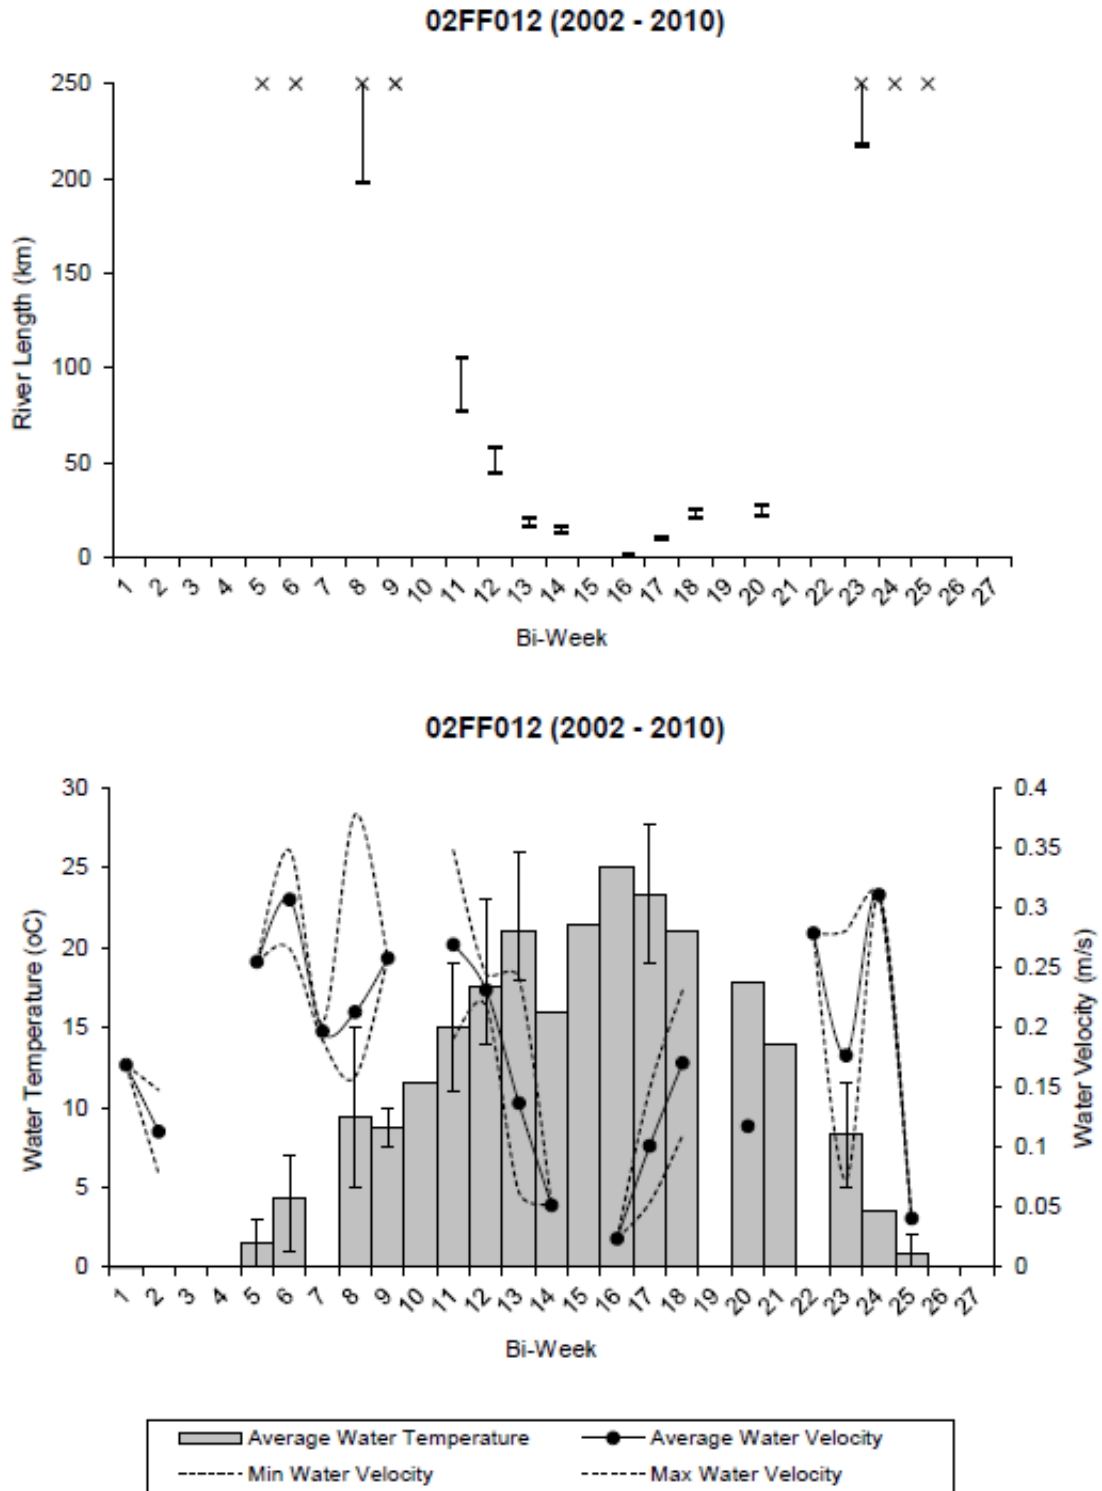 02FF012 (2002 - 2010)
250
200
150
100
50
0
River Length (km)
1 2 3 4 5 6 7 8 9 10 11 12 13 14 15 16 17 18 19 20 21 22 23 24 25 26 27
Bi-Week
02FF012 (2002 - 2010)
30
25
20
15
10
5
0
Water Temperature (oC)
0.4
0.35
0.3
0.25
0.2
0.15
0.1
0.05
0
Water Velocity (m/s)
1 2 3 4 5 6 7 8 9 10 11 12 13 14 15 16 17 18 19 20 21 22 23 24 25 26 27
Bi-Week
Average Water Temperature Average Water Velocity
Min Water Velocity Max Water Velocity